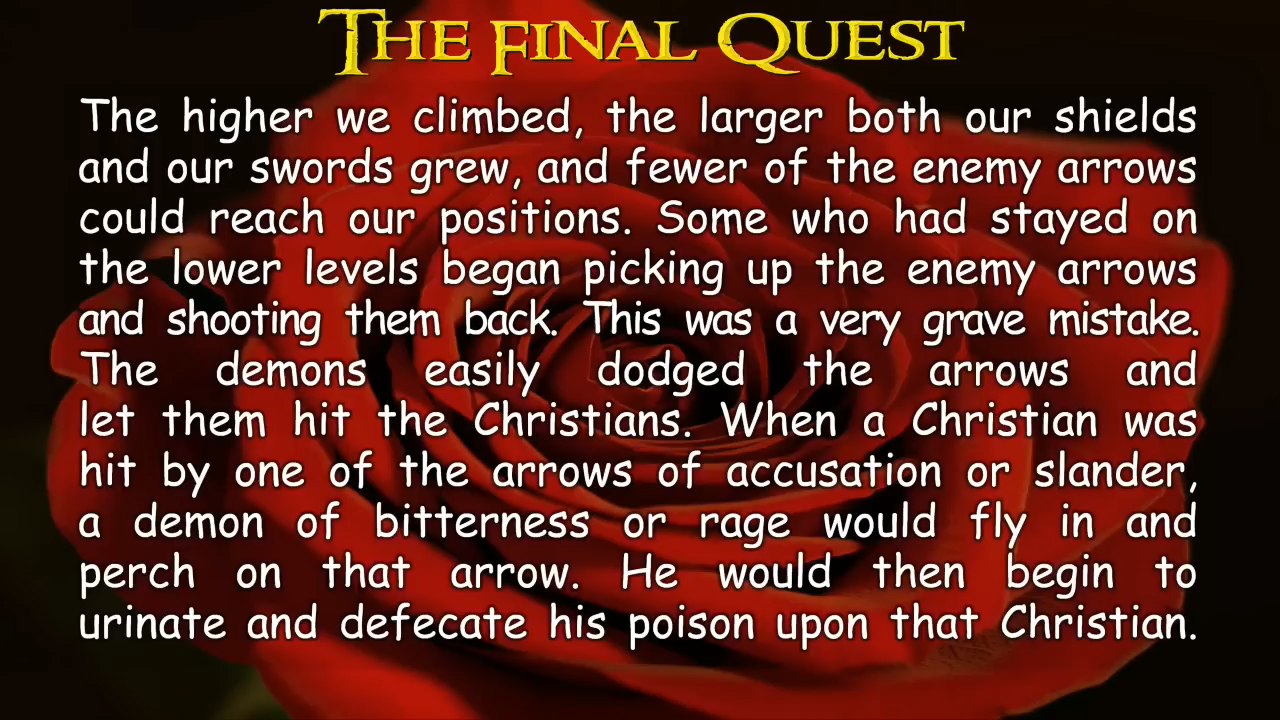 The Final Quest
The higher we climbed, the larger both our shields
and our swords grew, and fewer of the enemy arrows
could reach our positions. Some who had stayed on
the lower levels began picking up the enemy arrows
and shooting them back. This was a very grave mistake.
The demons easily dodged the arrows and
let them hit the Christians. When a Christian was
hit by one of the arrows of accusation or slander,
a demon of bitterness or rage would fly in and
perch on that arrow. He would then begin to
urinate and defecate his poison upon that Christian.